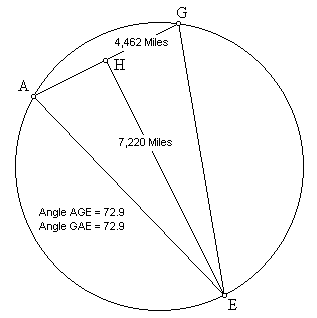 G
4,462 Miles
H
A
7,220 Miles
Angle AGE = 72.9
Angle GAE = 72.9
E